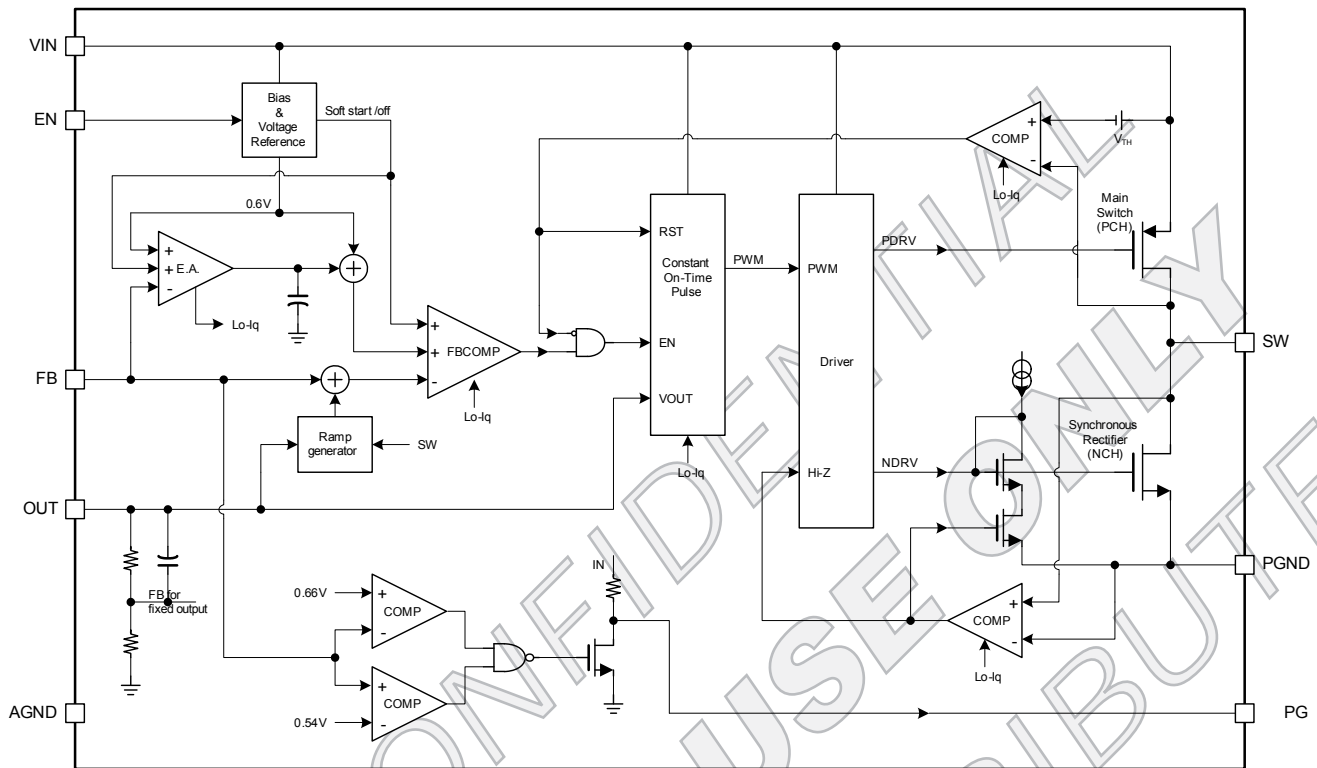 VIN
EN
FB
OUT
AGND
SW
PGND
PG
Bias
&
Voltage
Reference
Soft start /off
0.6V
+
+
-
E.A.
Lo-Iq
+
+
+
+
-
FBCOMP
Lo-Iq
Ramp
generator
SW
RST
Constant
On-Time
Pulse
EN
VOUT
Lo-Iq
PWM
PWM
Driver
Hi-Z
PDRV
NDRV
COMP
+
-
Lo-Iq
VTH
Main
Switch
(PCH)
Synchronous
Rectifier
(NCH)
COMP
+
-
Lo-Iq
FB for
fixed output
0.66V
+
-
COMP
0.54V
+
-
COMP
IN
CONFIDENTIAL
USE ONLY
DISTRIBUTE